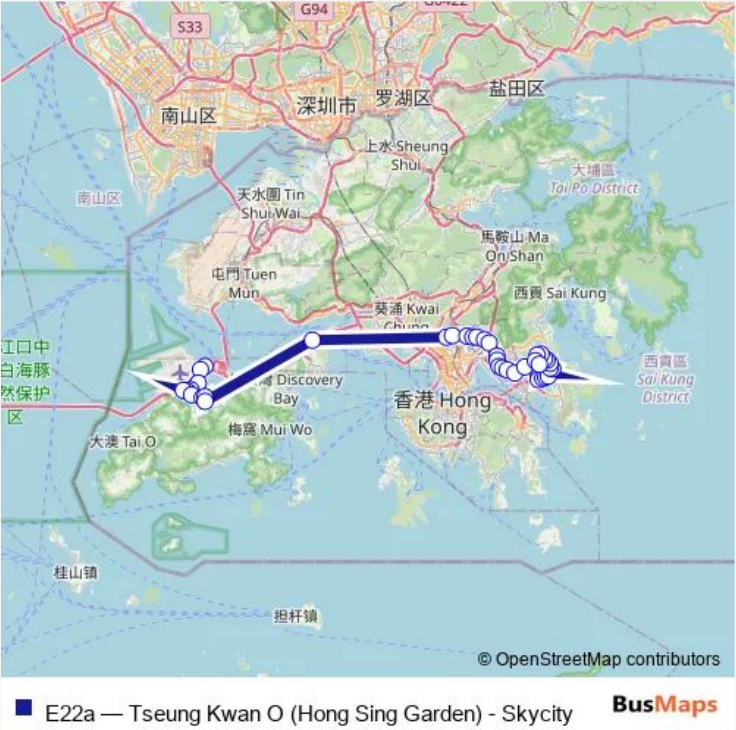 G94
S33
深圳市
罗湖区
盐田区
南山区
上水 Sheung
Shui
大埔區
Tai Po District
南山区
天水圍 Tin
Shui Wai
馬鞍山 Ma
On Shan
屯門 Tuen
Mun
西貢 Sai Kung
葵涌 Kwai
Chung
江口中
白海豚
然保护
区
西貢區
Sai Kung
District
Discovery
Bay
香港 Hong
Kong
梅窩 Mui Wo
大澳 Tai O
桂山镇
担杆镇
© OpenStreetMap contributors
E22a — Tseung Kwan O (Hong Sing Garden) - Skycity
BusMaps